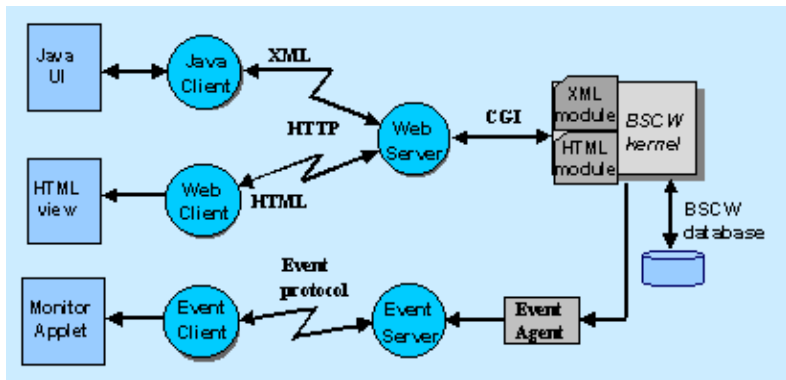 Java
UI
Java
Client
XML
HTTP
Web
Server
CGI
XML
module
HTML
module
BSCW
kernel
HTML
view
Web
Client
HTML
BSCW
database
Monitor
Applet
Event
Client
Event
protocol
Event
Server
Event
Agent